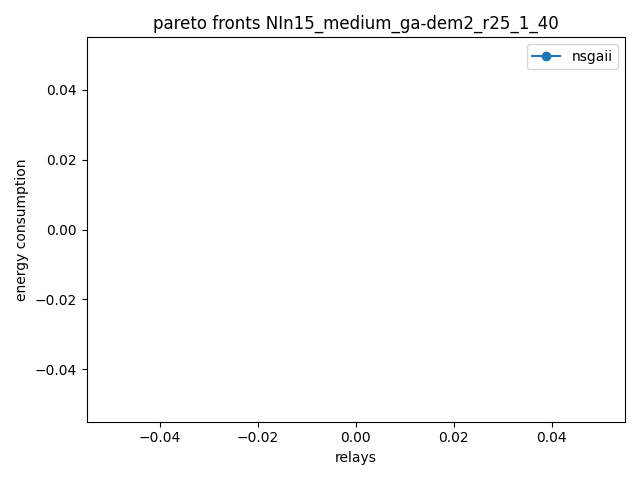 pareto fronts NIn15_medium_ga-dem2_r25_1_40
nsgaii
energy consumption
0.04
0.02
0.00
−0.02
−0.04
−0.04
−0.02
0.00
0.02
0.04
relays